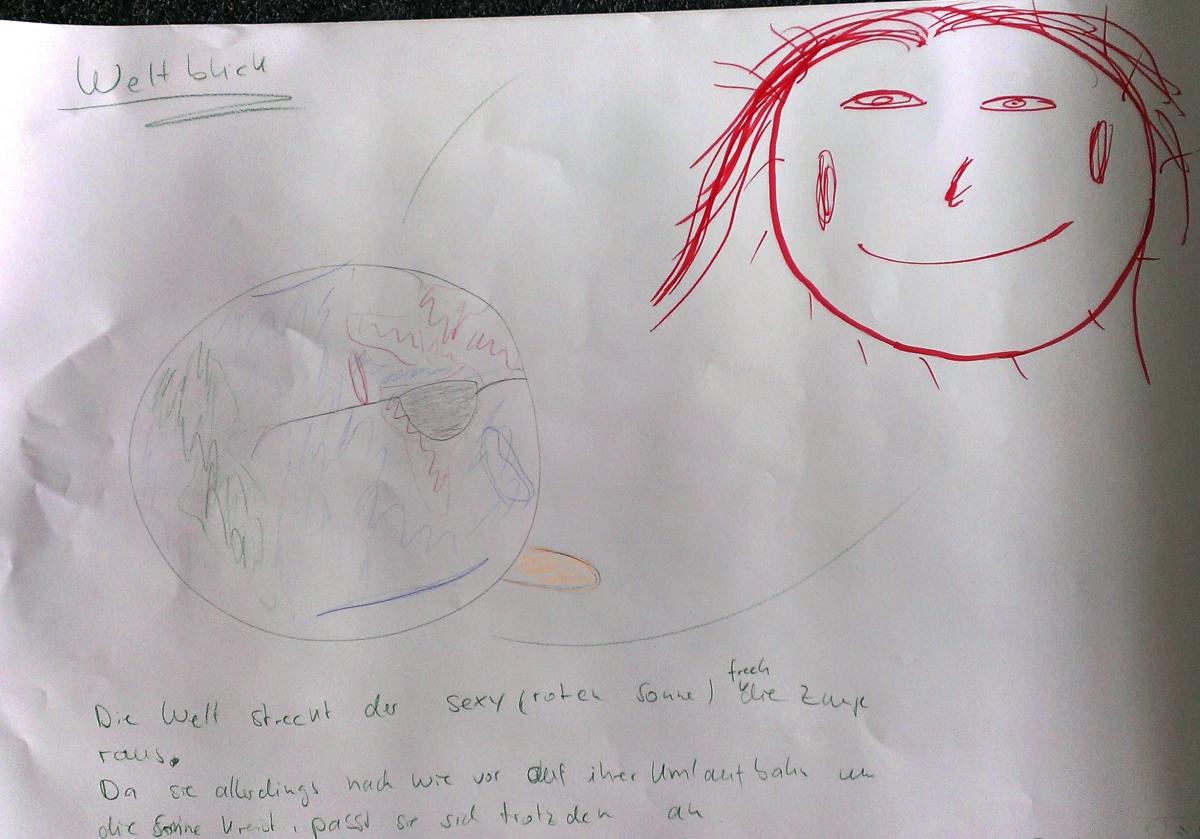 Weltblick
Die Welt streckt der sexy (roten Sonne) frech die Zunge
raus.
Da sie allerdings nach wie vor auf ihrer Umlaufbahn um
die Sonne kreist, passt sie sich trotzdem an.